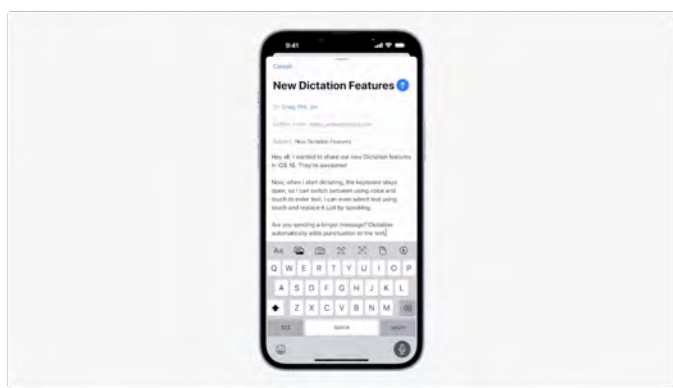 9:41
Cancel
New Dictation Features
To: Craig, Phil, Joz
Subject: New Dictation Features
Hey all. I wanted to share our new Dictation features
in iOS 16. They're awesome!
Now, when I start dictating, the keyboard stays
open, so I can switch between using voice and
touch to enter text. I can even select text using
touch and replace it just by speaking.
Are you sending a longer message? Dictation
automatically adds punctuation to the text.
Aa
Q W E R T Y U I O P
A S D F G H J K L
Z X C V B N M
123 space return